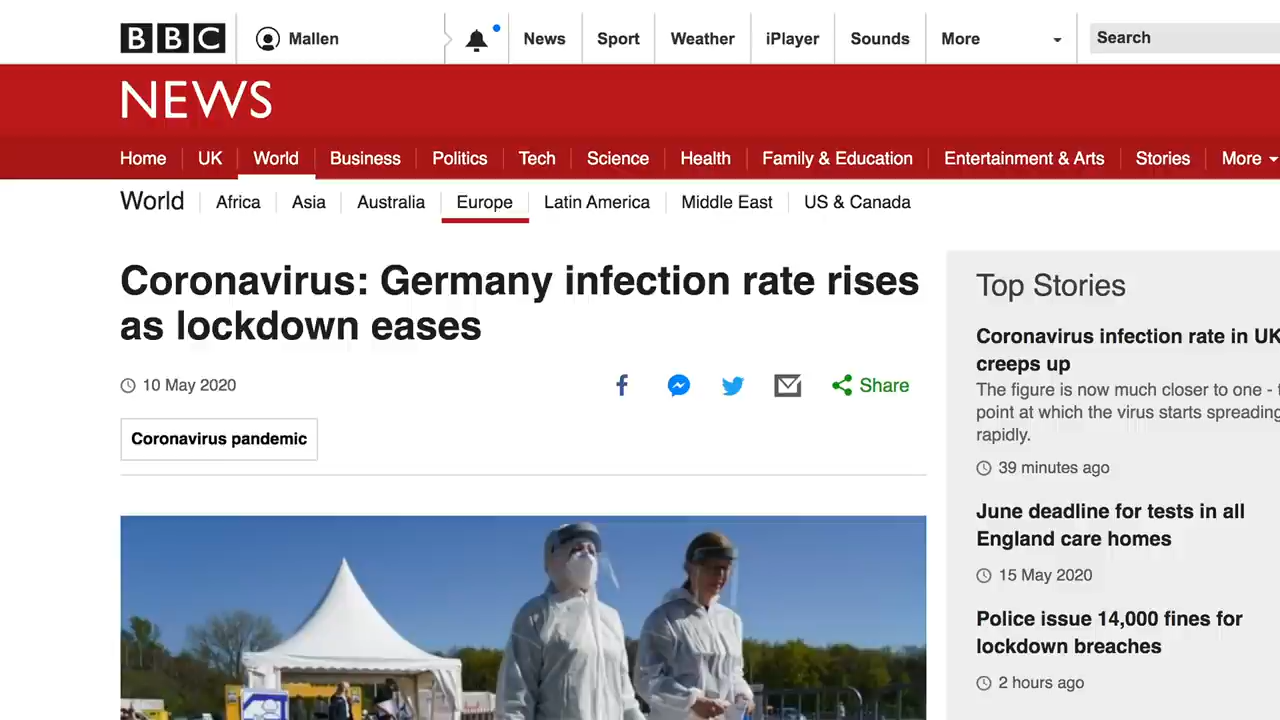 BBC Mallen News Sport Weather iPlayer Sounds More Search
NEWS
Home UK World Business Politics Tech Science Health Family & Education Entertainment & Arts Stories More
World Africa Asia Australia Europe Latin America Middle East US & Canada
Coronavirus: Germany infection rate rises
as lockdown eases
10 May 2020 Share
Coronavirus pandemic
Top Stories
Coronavirus infection rate in UK
creeps up
The figure is now much closer to one -
point at which the virus starts spreading
rapidly.
39 minutes ago
June deadline for tests in all
England care homes
15 May 2020
Police issue 14,000 fines for
lockdown breaches
2 hours ago